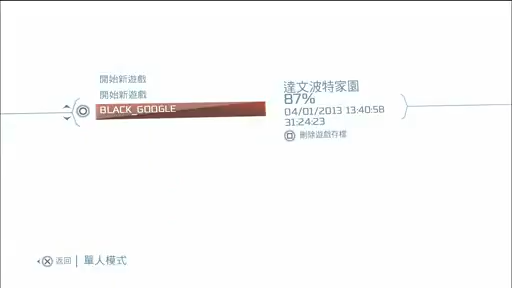 開始新遊戲
開始新遊戲
BLACK_GOOGLE
達文波特家園
87%
04/01/2013 13:40:58
31:24:23
刪除遊戲存檔
返回 | 單人模式